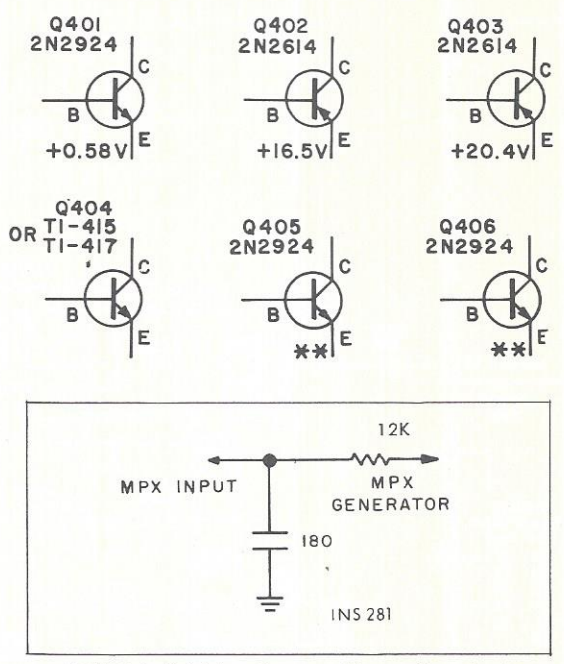 Q401
2N2924
C
B
E
+0.58V
Q402
2N2614
C
B
E
+16.5V
Q403
2N2614
C
B
E
+20.4V
Q404
OR TI-415
TI-417
C
B
E
Q405
2N2924
C
B
E
**
Q406
2N2924
C
B
E
**
12K
MPX INPUT
MPX
GENERATOR
180
INS 281